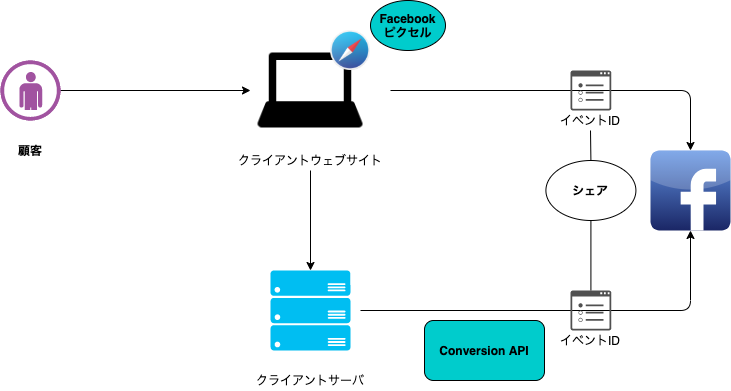 Facebook
ピクセル
イベントID
顧客
クライアントウェブサイト
シェア
イベントID
Conversion API
クライアントサーバ